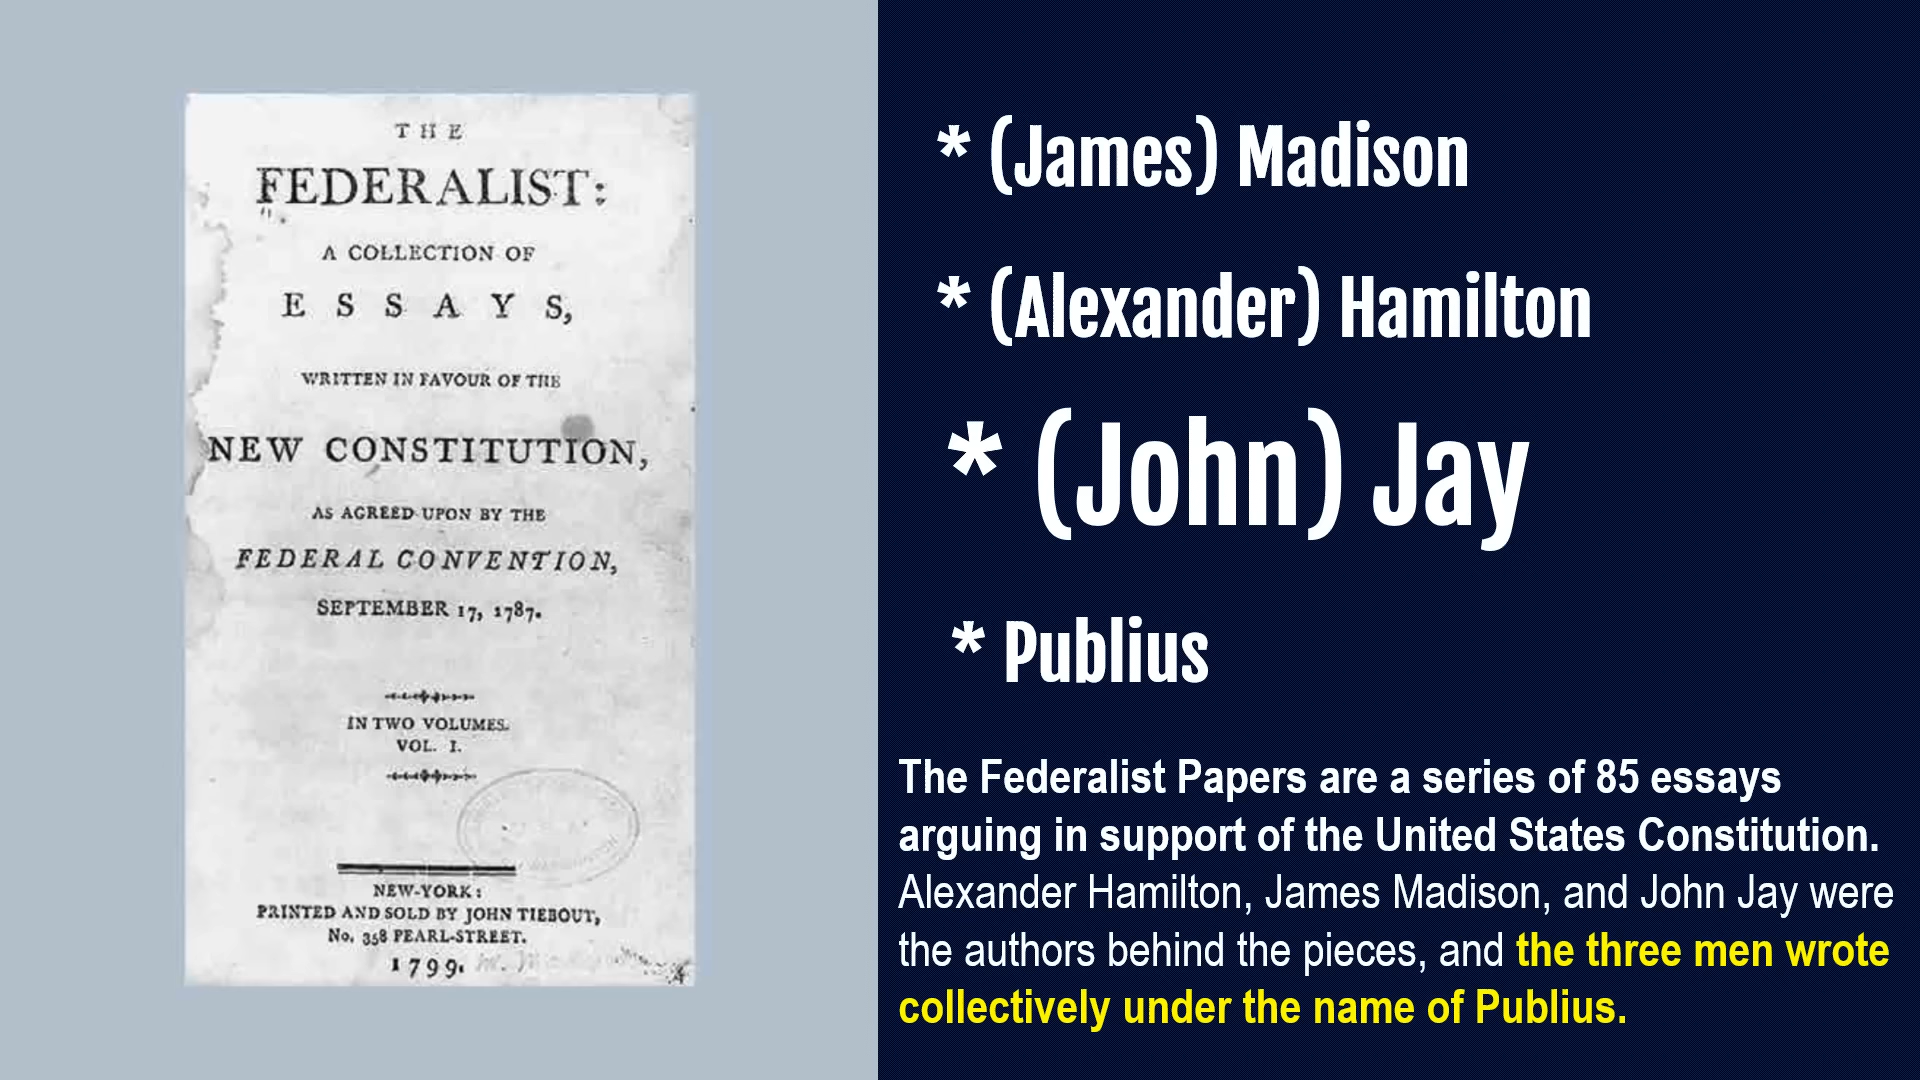 THE
FEDERALIST:
A COLLECTION OF
ESSAYS,
WRITTEN IN FAVOUR OF THE
NEW CONSTITUTION,
AS AGREED UPON BY THE
FEDERAL CONVENTION,
SEPTEMBER 17, 1787.
IN TWO VOLUMES.
VOL. I.
NEW-YORK:
PRINTED AND SOLD BY JOHN TIEBOUT,
No. 358 PEARL-STREET.
1799.
* (James) Madison
* (Alexander) Hamilton
* (John) Jay
* Publius
The Federalist Papers are a series of 85 essays
arguing in support of the United States Constitution.
Alexander Hamilton, James Madison, and John Jay were
the authors behind the pieces, and the three men wrote
collectively under the name of Publius.